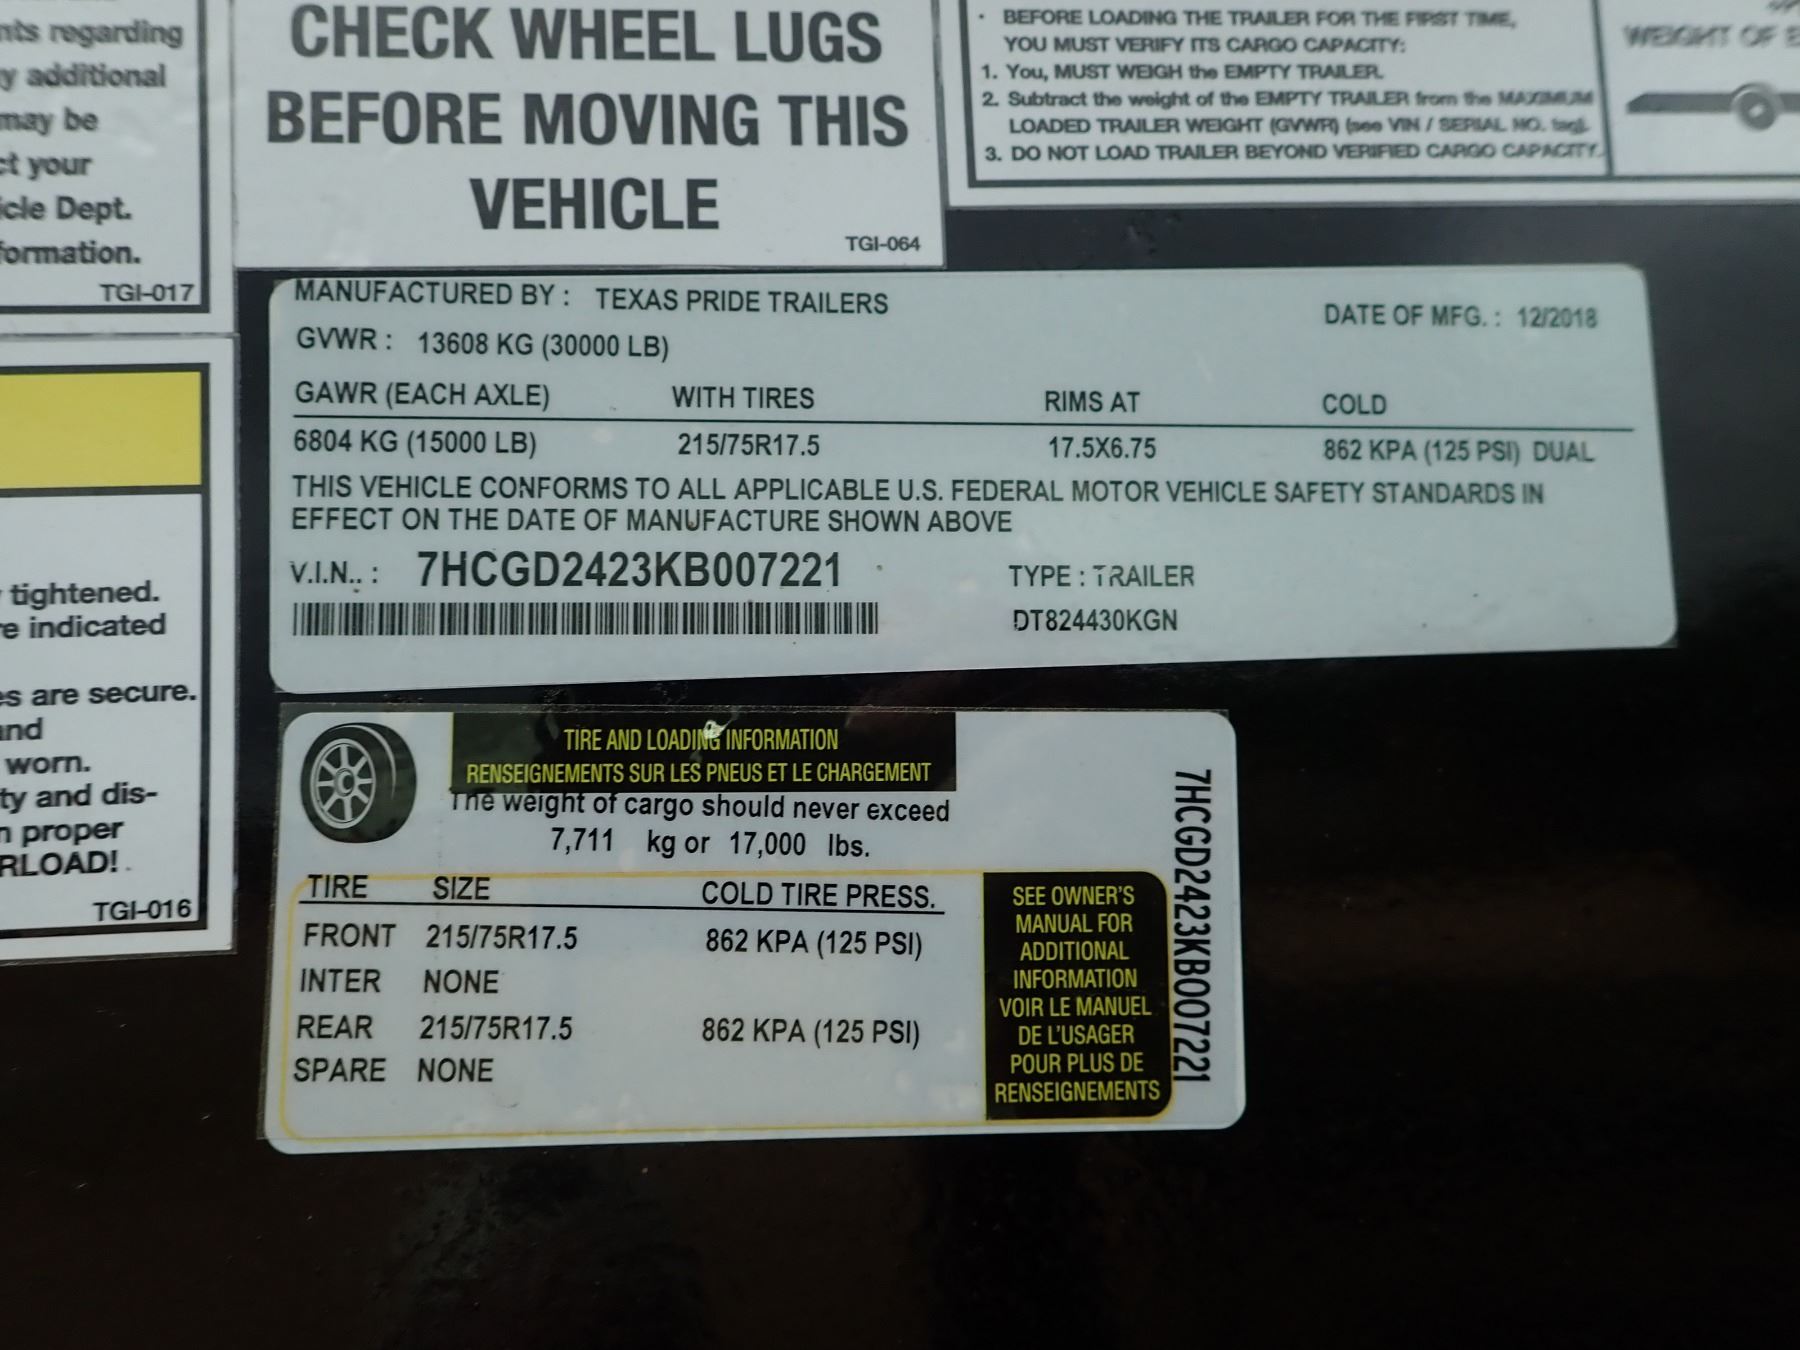 nts regarding
y additional
may be
ct your
icle Dept.
formation.
TGI-017
CHECK WHEEL LUGS
BEFORE MOVING THIS
VEHICLE
TGI-064
· BEFORE LOADING THE TRAILER FOR THE FIRST TIME,
YOU MUST VERIFY ITS CARGO CAPACITY:
1. You, MUST WEIGH the EMPTY TRAILER.
2. Subtract the weight of the EMPTY TRAILER from the MAXIMUM
LOADED TRAILER WEIGHT (GVWR) (see VIN / SERIAL NO. tag).
3. DO NOT LOAD TRAILER BEYOND VERIFIED CARGO CAPACITY.
WEIGHT OF E
MANUFACTURED BY : TEXAS PRIDE TRAILERS
DATE OF MFG. : 12/2018
GVWR : 13608 KG (30000 LB)
GAWR (EACH AXLE) WITH TIRES RIMS AT COLD
6804 KG (15000 LB) 215/75R17.5 17.5X6.75 862 KPA (125 PSI) DUAL
THIS VEHICLE CONFORMS TO ALL APPLICABLE U.S. FEDERAL MOTOR VEHICLE SAFETY STANDARDS IN
EFFECT ON THE DATE OF MANUFACTURE SHOWN ABOVE
V.I.N.. : 7HCGD2423KB007221 TYPE : TRAILER
DT824430KGN
tightened.
re indicated
es are secure.
and
worn.
ty and dis-
n proper
RLOAD!
TGI-016
TIRE AND LOADING INFORMATION
RENSEIGNEMENTS SUR LES PNEUS ET LE CHARGEMENT
The weight of cargo should never exceed
7,711 kg or 17,000 lbs.
TIRE SIZE COLD TIRE PRESS.
FRONT 215/75R17.5 862 KPA (125 PSI)
INTER NONE
REAR 215/75R17.5 862 KPA (125 PSI)
SPARE NONE
SEE OWNER'S
MANUAL FOR
ADDITIONAL
INFORMATION
VOIR LE MANUEL
DE L'USAGER
POUR PLUS DE
RENSEIGNEMENTS
7HCGD2423KB007221